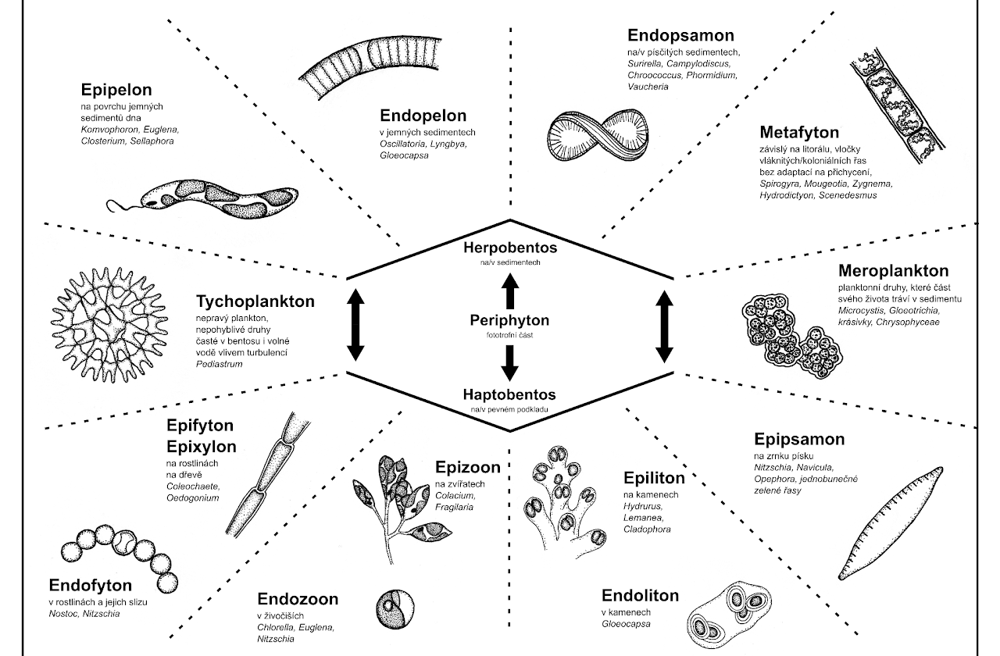 Epipelon
na povrchu jemných
sedimentů dna
Komvophoron, Euglena,
Closterium, Sellaphora
Endopelon
v jemných sedimentech
Oscillatoria, Lyngbya,
Gloeocapsa
Endopsamon
na/v písčitých sedimentech,
Surirella, Campylodiscus,
Chroococcus, Phormidium,
Vaucheria
Metafyton
závislý na litorálu, vločky
vláknitých/koloniálních řas
bez adaptací na přichycení,
Spirogyra, Mougeotia, Zygnema,
Hydrodictyon, Scenedesmus
Tychoplankton
nepravý plankton,
nepohyblivé druhy
časté v bentosu i volné
vodě vlivem turbulencí
Pediastrum
Herpobentos
na/v sedimentech
Periphyton
fototrofní část
Haptobentos
na/v pevném podkladu
Meroplankton
planktonní druhy, které část
svého života tráví v sedimentu
Microcystis, Gloeotrichia,
krásivky, Chrysophyceae
Epifyton
Epixylon
na rostlinách
na dřevě
Coleochaete,
Oedogonium
Endofyton
v rostlinách a jejich slizu
Nostoc, Nitzschia
Epizoon
na zvířatech
Colacium,
Fragilaria
Endozoon
v živočiších
Chlorella, Euglena,
Nitzschia
Epiliton
na kamenech
Hydrurus,
Lemanea,
Cladophora
Endoliton
v kamenech
Gloeocapsa
Epipsamon
na zrnku písku
Nitzschia, Navicula,
Opephora, jednobunečné
zelené řasy